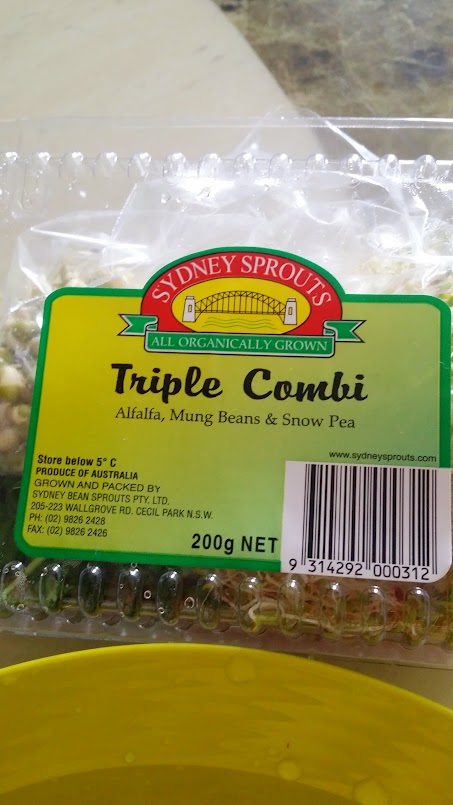 SYDNEY SPROUTS
ALL ORGANICALLY GROWN
Triple Combi
Alfalfa, Mung Beans & Snow Pea
www.sydneysprouts.com
Store below 5° C
PRODUCE OF AUSTRALIA
GROWN AND PACKED BY
SYDNEY BEAN SPROUTS PTY. LTD.
205-223 WALLGROVE RD. CECIL PARK N.S.W.
PH: (02) 9826 2428
FAX: (02) 9826 2426
200g NET
9 314292 000312